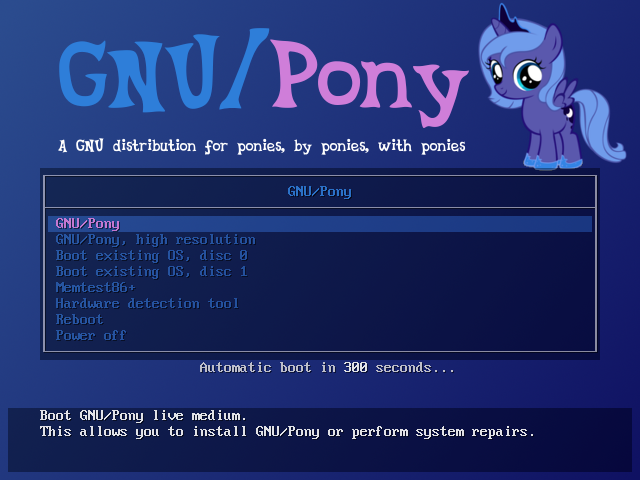 GNU/Pony
A GNU distribution for ponies, by ponies, with ponies
GNU/Pony
GNU/Pony
GNU/Pony, high resolution
Boot existing OS, disc 0
Boot existing OS, disc 1
Memtest86+
Hardware detection tool
Reboot
Power off
Automatic boot in 300 seconds...
Boot GNU/Pony live medium.
This allows you to install GNU/Pony or perform system repairs.